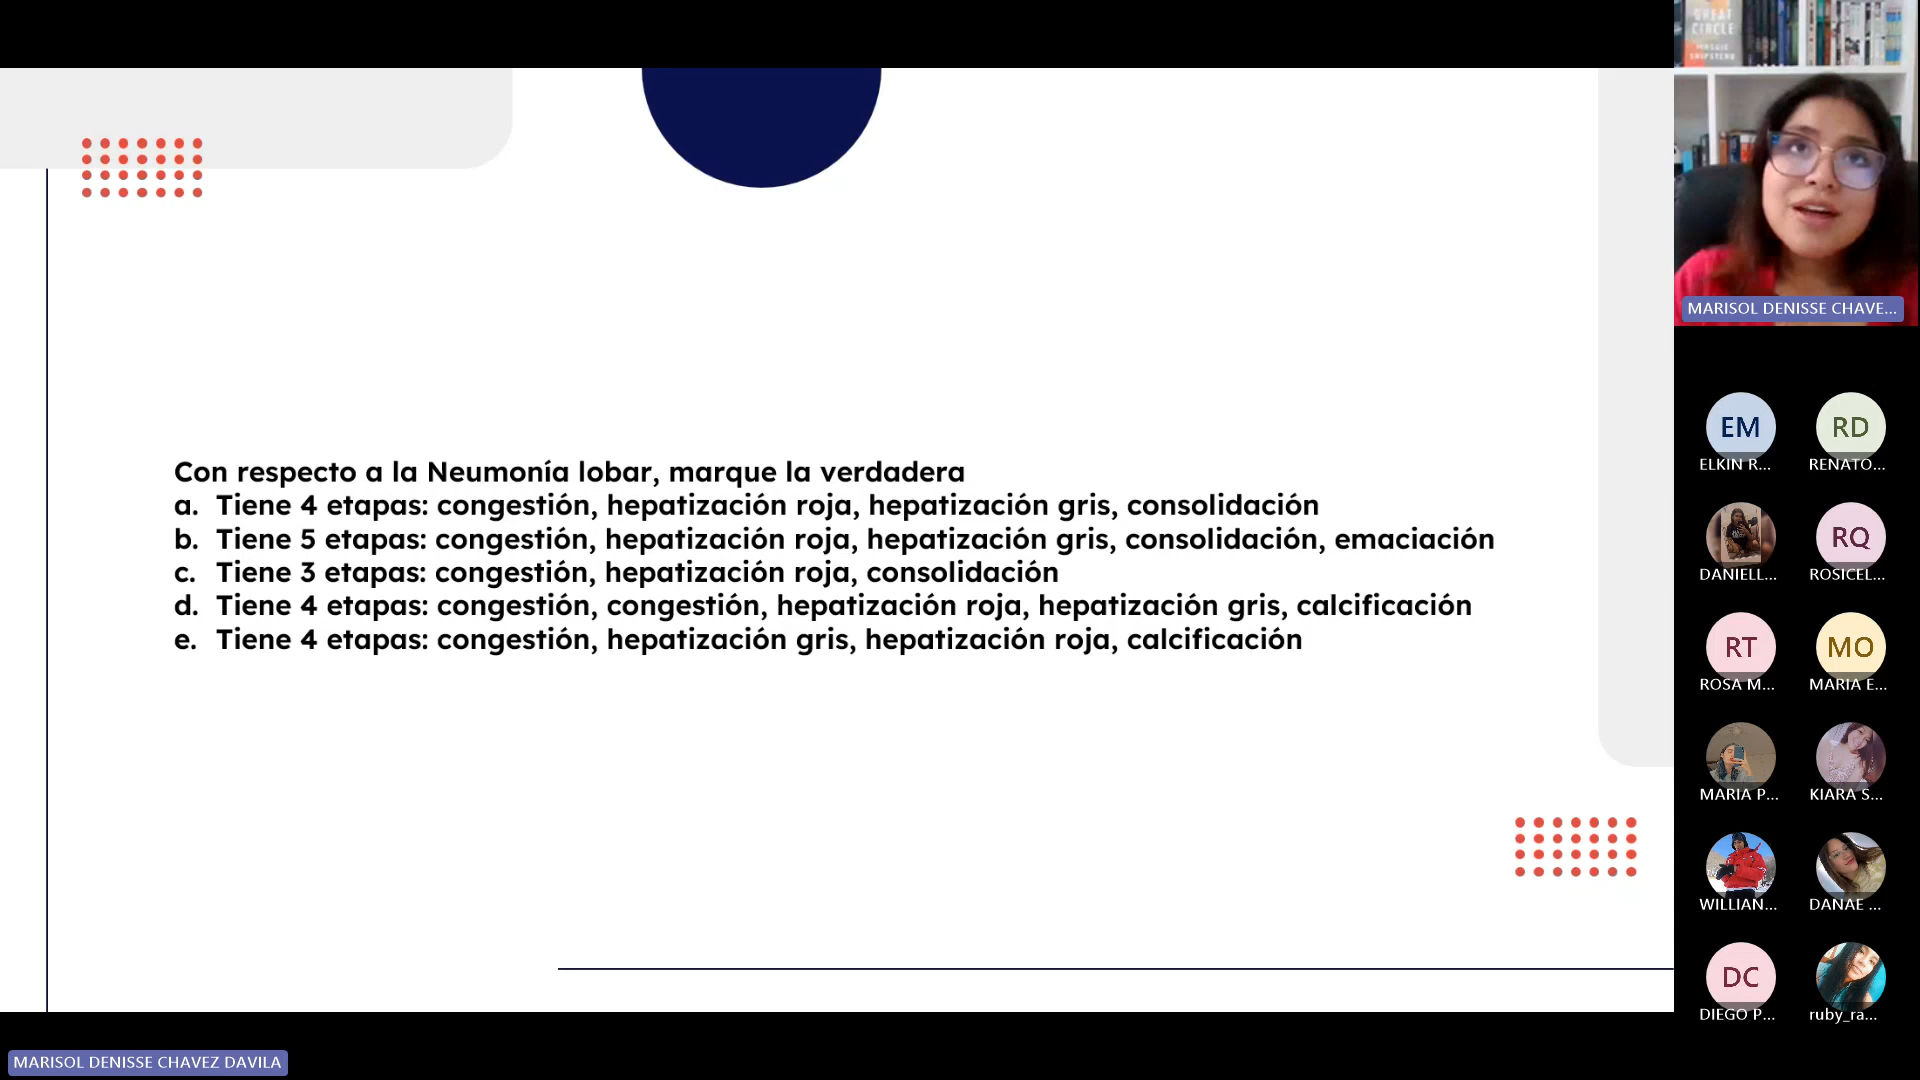 Con respecto a la Neumonía lobar, marque la verdadera
a. Tiene 4 etapas: congestión, hepatización roja, hepatización gris, consolidación
b. Tiene 5 etapas: congestión, hepatización roja, hepatización gris, consolidación, emaciación
c. Tiene 3 etapas: congestión, hepatización roja, consolidación
d. Tiene 4 etapas: congestión, congestión, hepatización roja, hepatización gris, calcificación
e. Tiene 4 etapas: congestión, hepatización gris, hepatización roja, calcificación
GREAT
CIRCLE
MAGGIE
SHIPSTEAD
MARISOL DENISSE CHAVE...
EM
ELKIN R...
RD
RENATO...
DANIELL...
RQ
ROSICEL...
RT
ROSA M...
MO
MARIA E...
MARIA P...
KIARA S...
WILLIAN...
DANAE ...
DC
DIEGO P...
ruby_ra...
MARISOL DENISSE CHAVEZ DAVILA